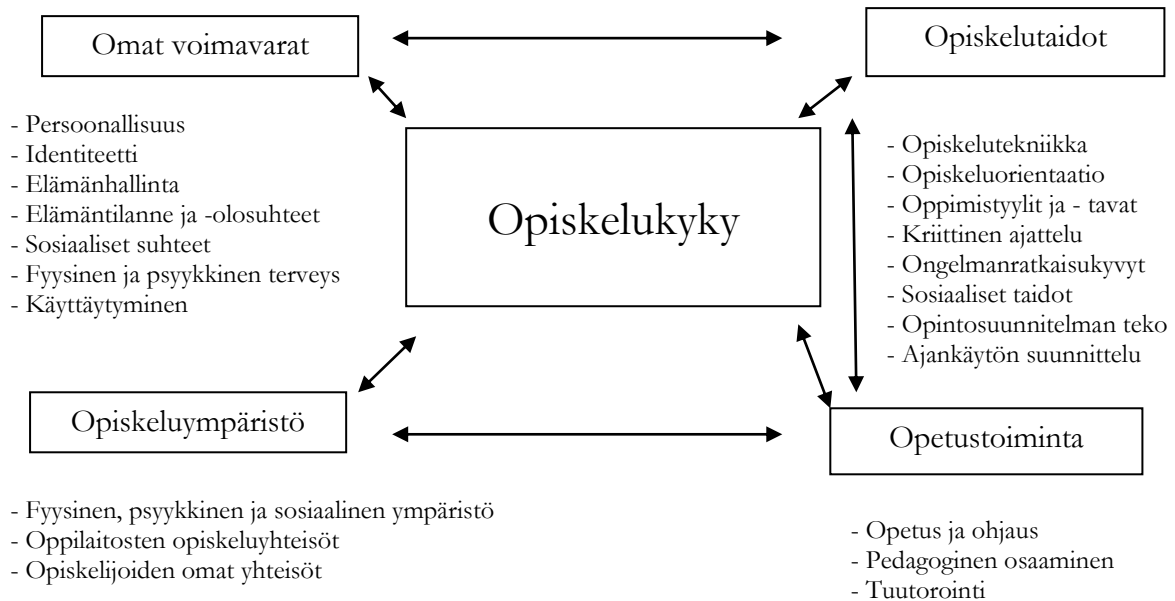 Omat voimavarat
Opiskelutaidot
- Persoonallisuus
- Identiteetti
- Elämänhallinta
- Elämäntilanne ja -olosuhteet
- Sosiaaliset suhteet
- Fyysinen ja psyykkinen terveys
- Käyttäytyminen
Opiskelukyky
- Opiskelutekniikka
- Opiskeluorientaatio
- Oppimistyylit ja - tavat
- Kriittinen ajattelu
- Ongelmanratkaisukyvyt
- Sosiaaliset taidot
- Opintosuunnitelman teko
- Ajankäytön suunnittelu
Opiskeluympäristö
Opetustoiminta
- Fyysinen, psyykkinen ja sosiaalinen ympäristö
- Oppilaitosten opiskeluyhteisöt
- Opiskelijoiden omat yhteisöt
- Opetus ja ohjaus
- Pedagoginen osaaminen
- Tuutorointi